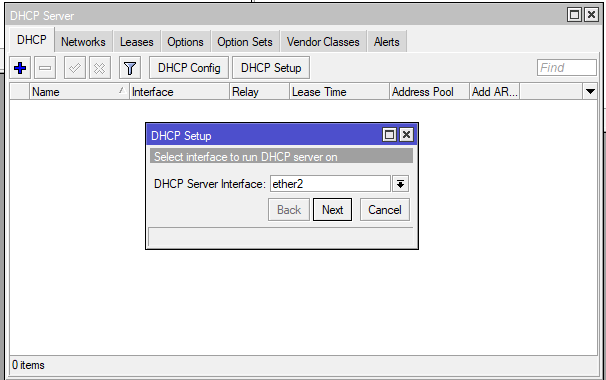 DHCP Server
DHCP Networks Leases Options Option Sets Vendor Classes Alerts
DHCP Config DHCP Setup Find
Name Interface Relay Lease Time Address Pool Add AR...
DHCP Setup
Select interface to run DHCP server on
DHCP Server Interface: ether2
Back Next Cancel
0 items